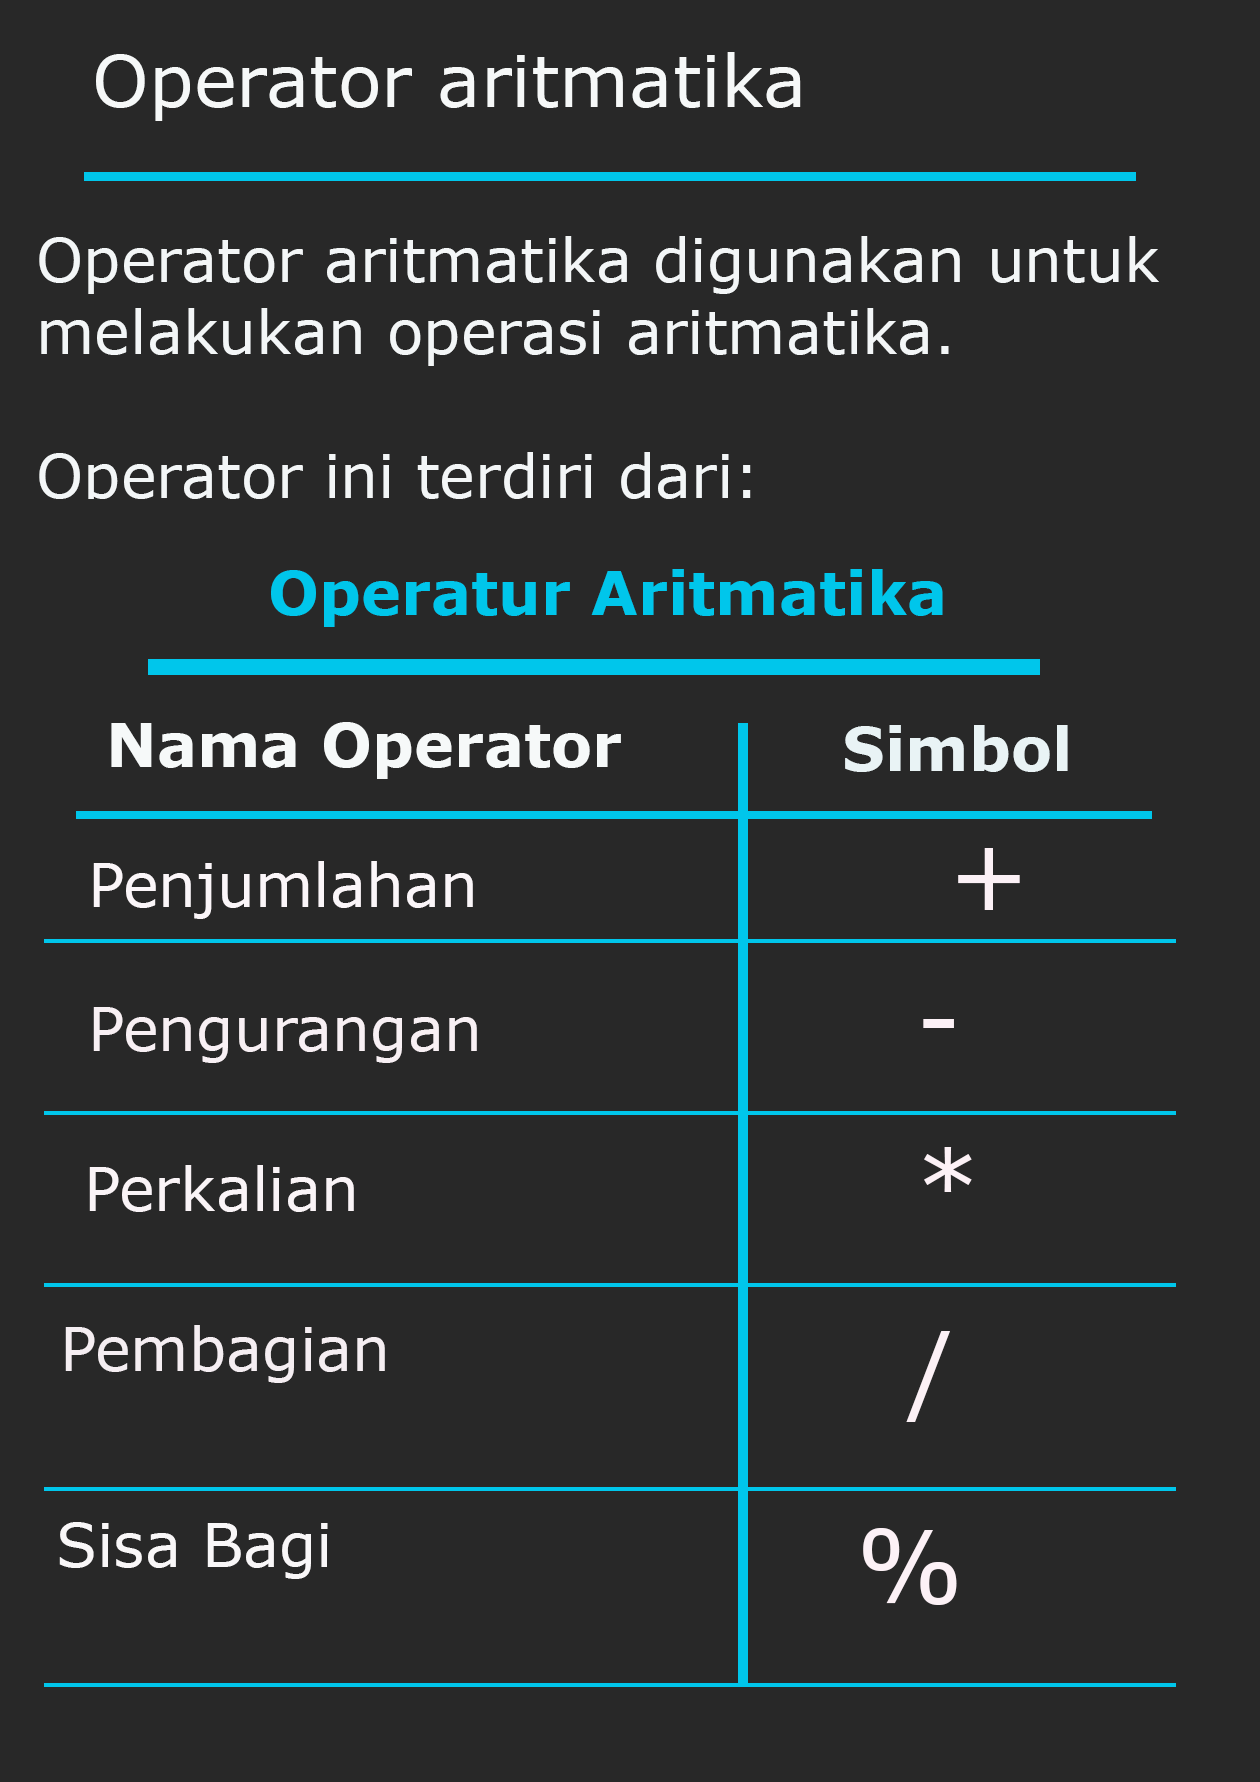 Operator aritmatika
Operator aritmatika digunakan untuk
melakukan operasi aritmatika.
Operator ini terdiri dari:
Operatur Aritmatika
Nama Operator Simbol
Penjumlahan +
Pengurangan -
Perkalian *
Pembagian /
Sisa Bagi %